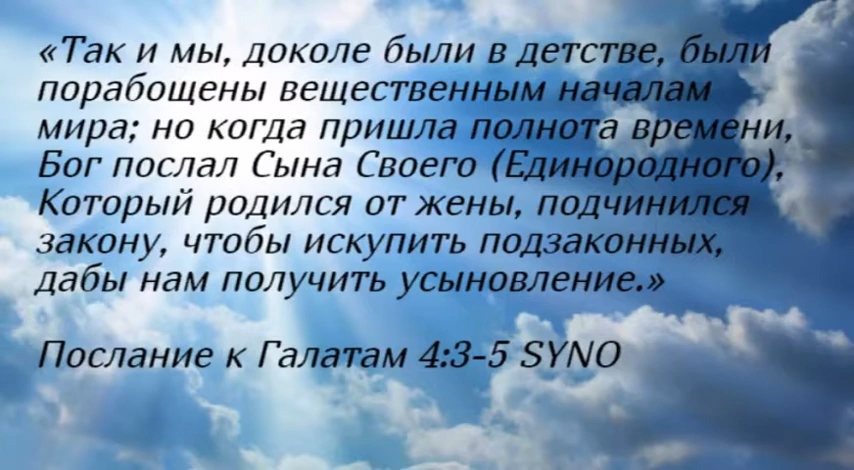 «Так и мы, доколе были в детстве, были
порабощены вещественным началам
мира; но когда пришла полнота времени,
Бог послал Сына Своего (Единородного),
Который родился от жены, подчинился
закону, чтобы искупить подзаконных,
дабы нам получить усыновление.»
Послание к Галатам 4:3-5 SYNO